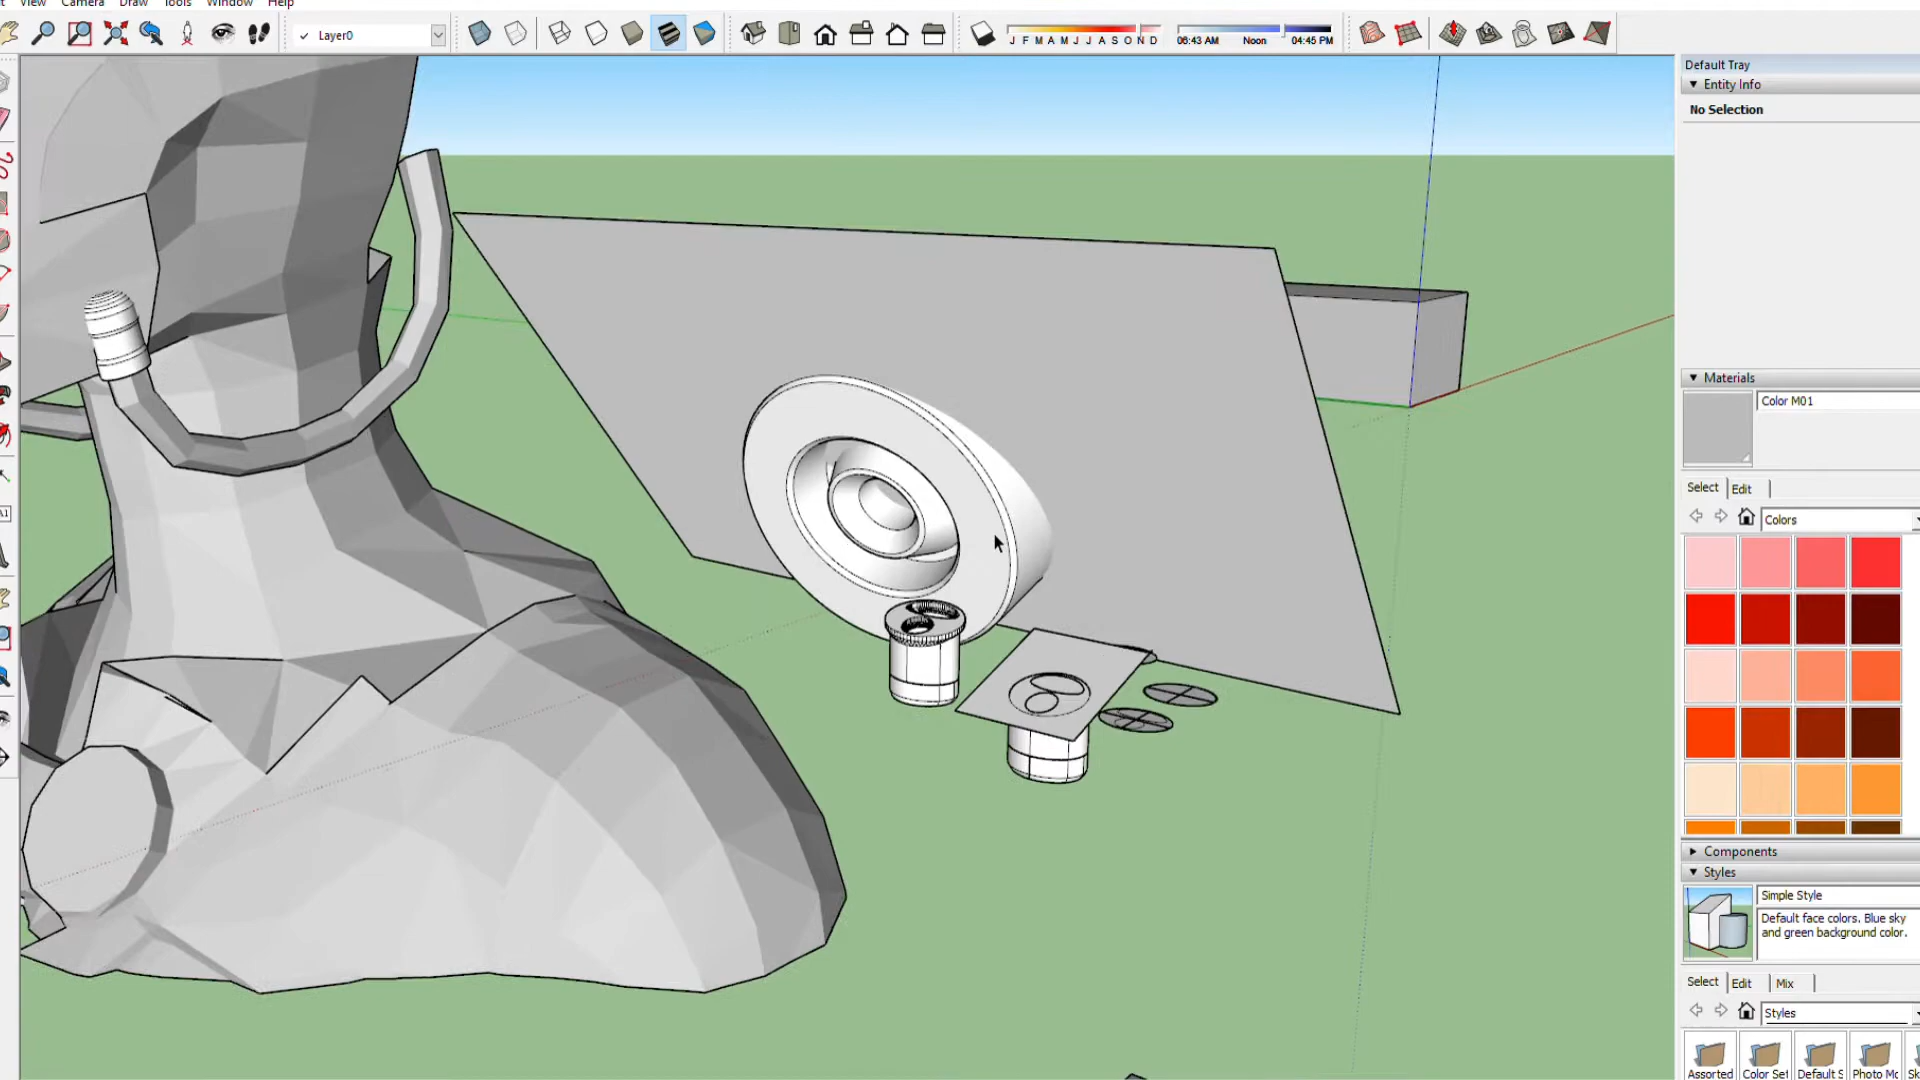 View Camera Draw Tools Window Help
Layer0
J F M A M J J A S O N D
06:43 AM Noon 04:45 PM
Default Tray
Entity Info
No Selection
Materials
Color M01
Select Edit
Colors
Components
Styles
Simple Style
Default face colors. Blue sky
and green background color.
Select Edit Mix
Styles
Assorted Color Set Default S Photo Mo Sk